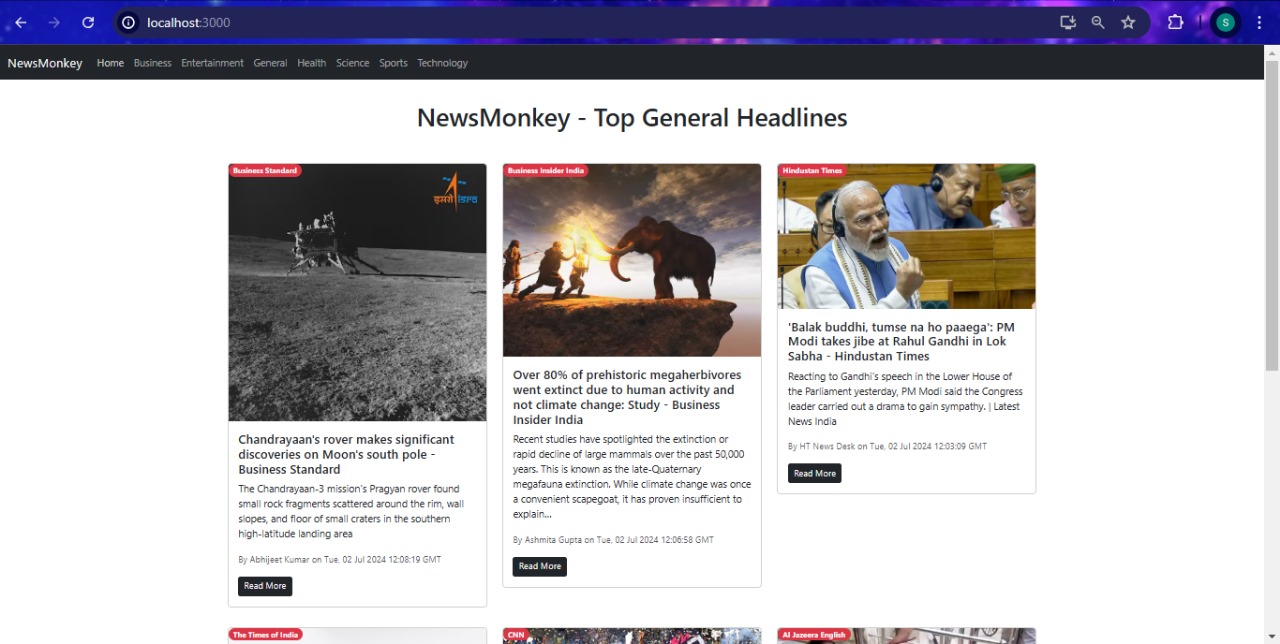 localhost:3000
S
NewsMonkey Home Business Entertainment General Health Science Sports Technology
NewsMonkey - Top General Headlines
Business Standard
इसरो isro
Chandrayaan's rover makes significant
discoveries on Moon's south pole -
Business Standard
The Chandrayaan-3 mission's Pragyan rover found
small rock fragments scattered around the rim, wall
slopes, and floor of small craters in the southern
high-latitude landing area
By Abhijeet Kumar on Tue, 02 Jul 2024 12:08:19 GMT
Read More
Business Insider India
Over 80% of prehistoric megaherbivores
went extinct due to human activity and
not climate change: Study - Business
Insider India
Recent studies have spotlighted the extinction or
rapid decline of large mammals over the past 50,000
years. This is known as the late-Quaternary
megafauna extinction. While climate change was once
a convenient scapegoat, it has proven insufficient to
explain...
By Ashmita Gupta on Tue, 02 Jul 2024 12:06:58 GMT
Read More
Hindustan Times
'Balak buddhi, tumse na ho paaega': PM
Modi takes jibe at Rahul Gandhi in Lok
Sabha - Hindustan Times
Reacting to Gandhi's speech in the Lower House of
the Parliament yesterday, PM Modi said the Congress
leader carried out a drama to gain sympathy. | Latest
News India
By HT News Desk on Tue, 02 Jul 2024 12:03:09 GMT
Read More
The Times of India
CNN
Al Jazeera English